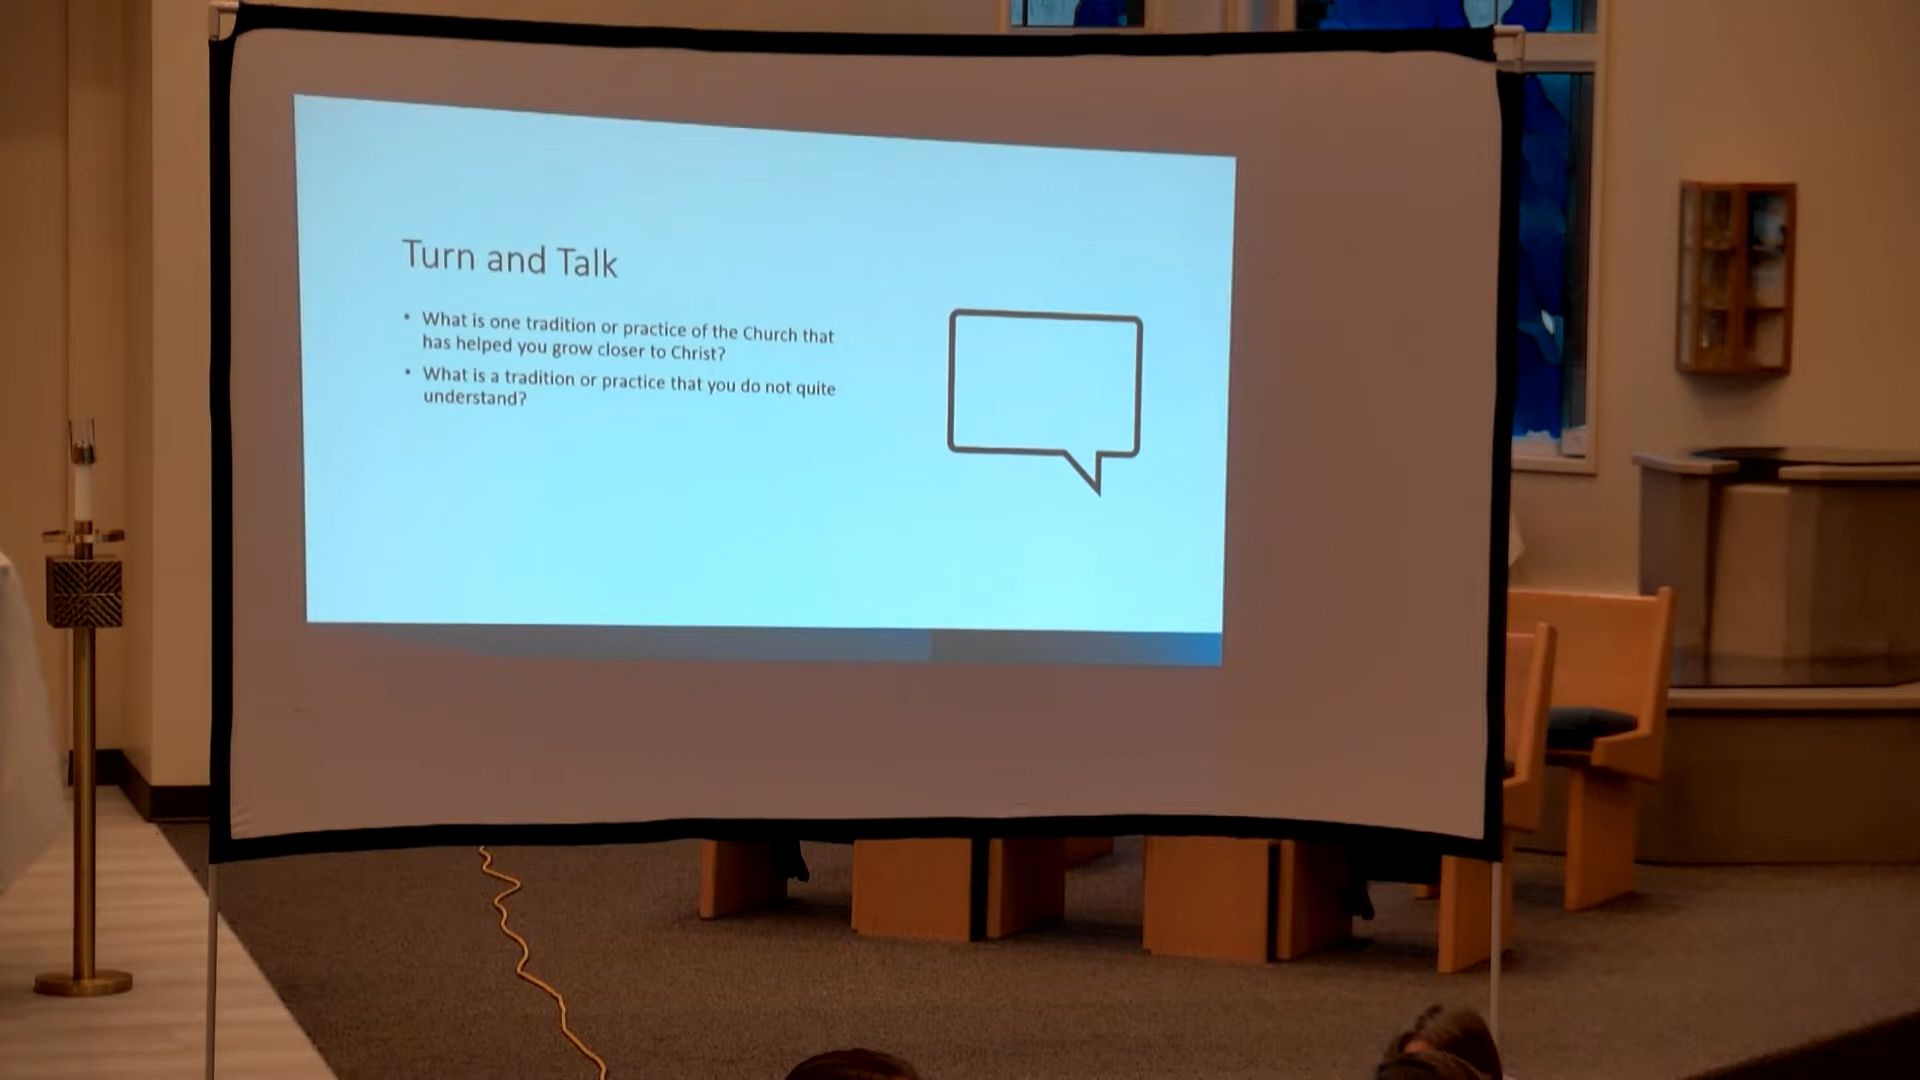 Turn and Talk
• What is one tradition or practice of the Church that
has helped you grow closer to Christ?
• What is a tradition or practice that you do not quite
understand?